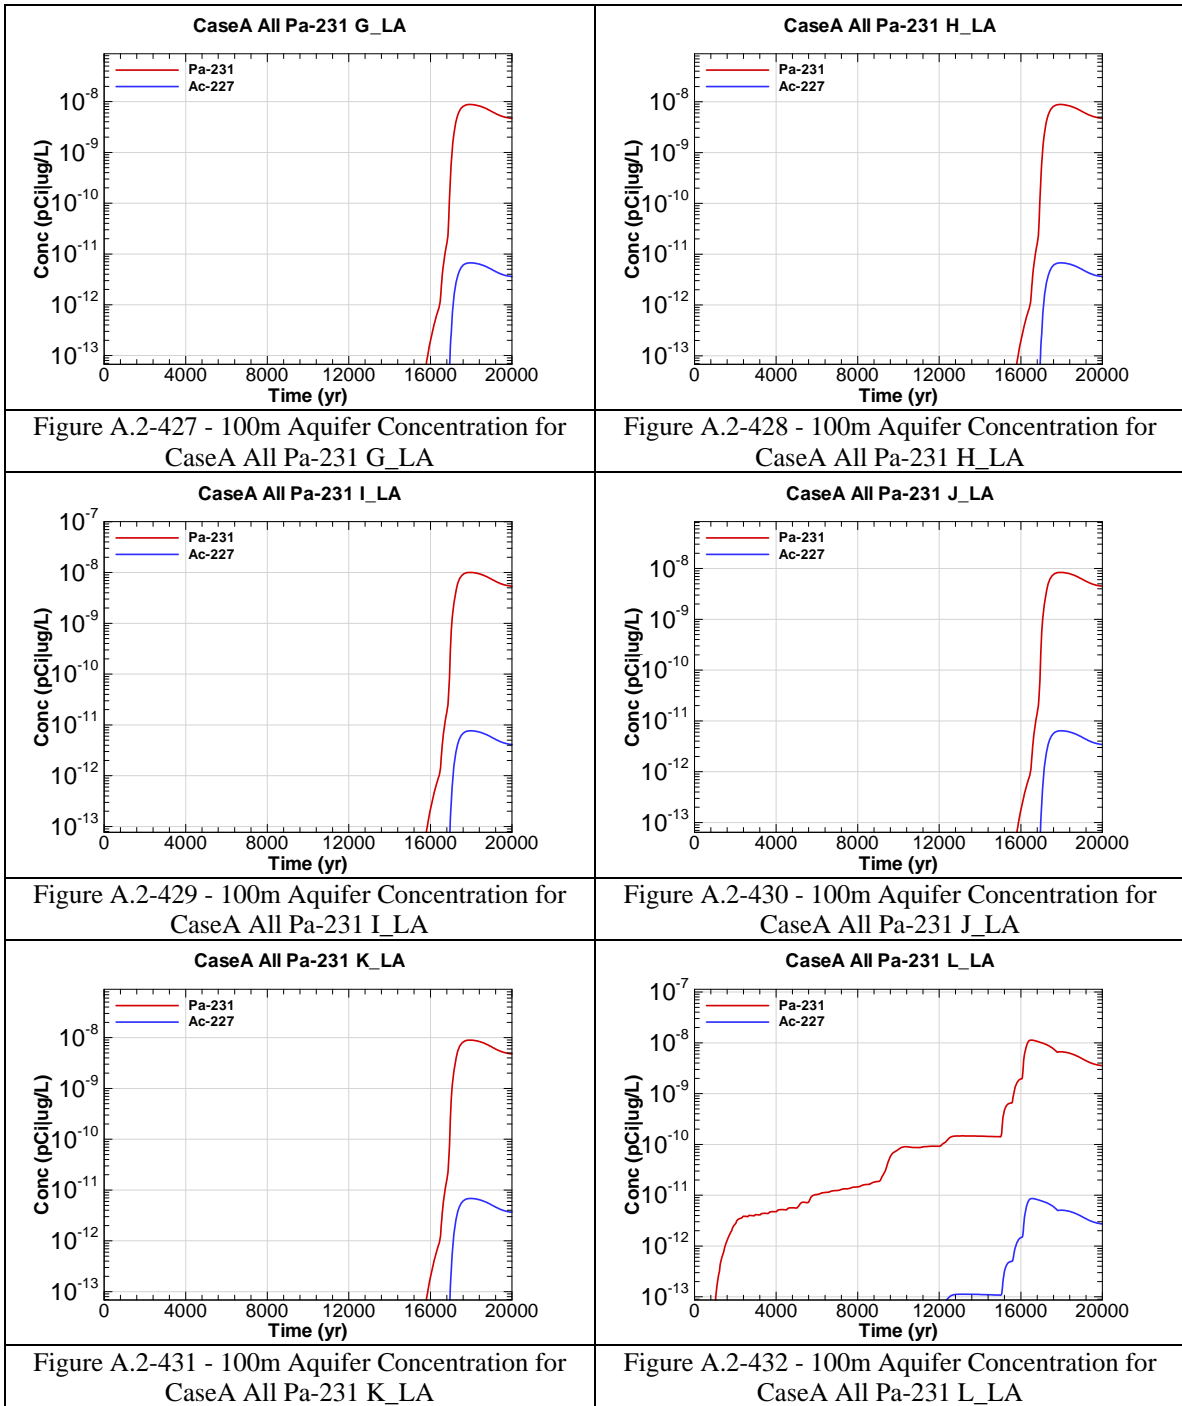 CaseA All Pa-231 G_LA
Pa-231
Ac-227
10^-8
10^-9
10^-10
10^-11
10^-12
10^-13
Conc (pCi|ug/L)
0 4000 8000 12000 16000 20000
Time (yr)
Figure A.2-427 - 100m Aquifer Concentration for
CaseA All Pa-231 G_LA
CaseA All Pa-231 H_LA
Pa-231
Ac-227
10^-8
10^-9
10^-10
10^-11
10^-12
10^-13
Conc (pCi|ug/L)
0 4000 8000 12000 16000 20000
Time (yr)
Figure A.2-428 - 100m Aquifer Concentration for
CaseA All Pa-231 H_LA
CaseA All Pa-231 I_LA
Pa-231
Ac-227
10^-7
10^-8
10^-9
10^-10
10^-11
10^-12
10^-13
Conc (pCi|ug/L)
0 4000 8000 12000 16000 20000
Time (yr)
Figure A.2-429 - 100m Aquifer Concentration for
CaseA All Pa-231 I_LA
CaseA All Pa-231 J_LA
Pa-231
Ac-227
10^-8
10^-9
10^-10
10^-11
10^-12
10^-13
Conc (pCi|ug/L)
0 4000 8000 12000 16000 20000
Time (yr)
Figure A.2-430 - 100m Aquifer Concentration for
CaseA All Pa-231 J_LA
CaseA All Pa-231 K_LA
Pa-231
Ac-227
10^-8
10^-9
10^-10
10^-11
10^-12
10^-13
Conc (pCi|ug/L)
0 4000 8000 12000 16000 20000
Time (yr)
Figure A.2-431 - 100m Aquifer Concentration for
CaseA All Pa-231 K_LA
CaseA All Pa-231 L_LA
Pa-231
Ac-227
10^-7
10^-8
10^-9
10^-10
10^-11
10^-12
10^-13
Conc (pCi|ug/L)
0 4000 8000 12000 16000 20000
Time (yr)
Figure A.2-432 - 100m Aquifer Concentration for
CaseA All Pa-231 L_LA